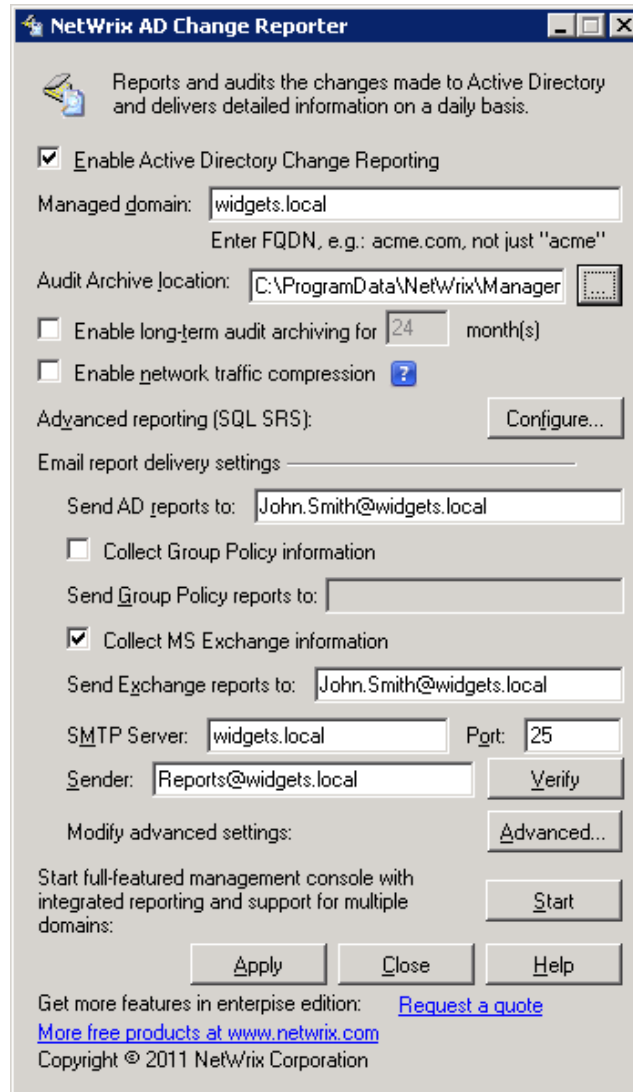 NetWrix AD Change Reporter
Reports and audits the changes made to Active Directory
and delivers detailed information on a daily basis.
Enable Active Directory Change Reporting
Managed domain: widgets.local
Enter FQDN, e.g.: acme.com, not just "acme"
Audit Archive location: C:\ProgramData\NetWrix\Manager ...
Enable long-term audit archiving for 24 month(s)
Enable network traffic compression ?
Advanced reporting (SQL SRS): Configure...
Email report delivery settings
Send AD reports to: John.Smith@widgets.local
Collect Group Policy information
Send Group Policy reports to:
Collect MS Exchange information
Send Exchange reports to: John.Smith@widgets.local
SMTP Server: widgets.local Port: 25
Sender: Reports@widgets.local Verify
Modify advanced settings: Advanced...
Start full-featured management console with
integrated reporting and support for multiple
domains: Start
Apply Close Help
Get more features in enterpise edition: Request a quote
More free products at www.netwrix.com
Copyright © 2011 NetWrix Corporation